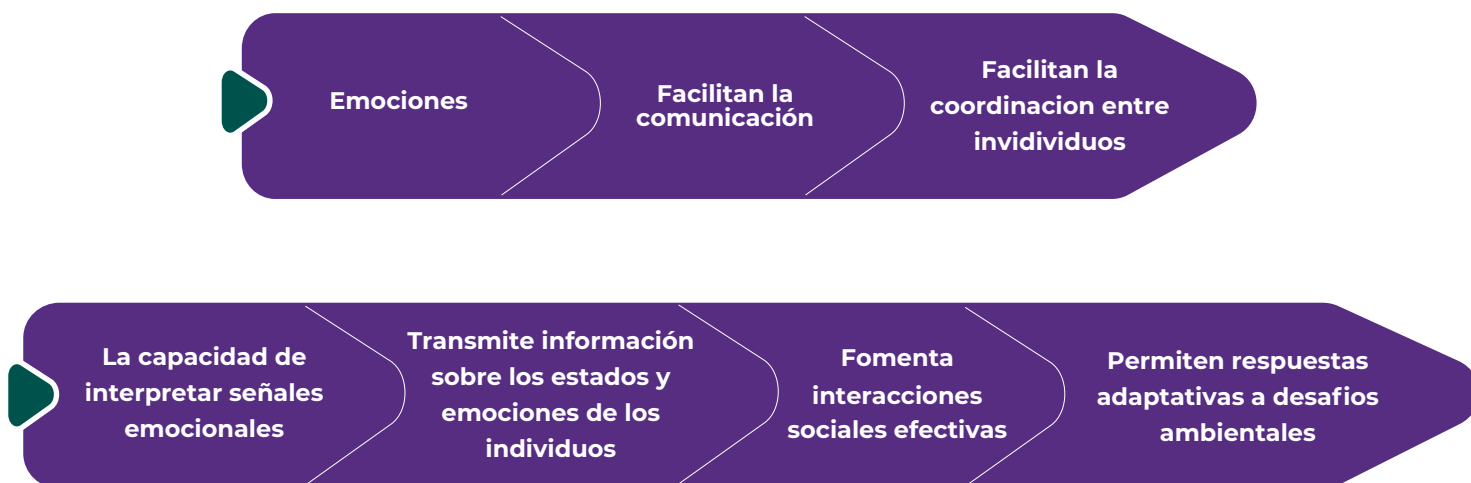 Emociones
Facilitan la
comunicación
Facilitan la
coordinacion entre
invidividuos
La capacidad de
interpretar señales
emocionales
Transmite información
sobre los estados y
emociones de los
individuos
Fomenta
interacciones
sociales efectivas
Permiten respuestas
adaptativas a desafios
ambientales